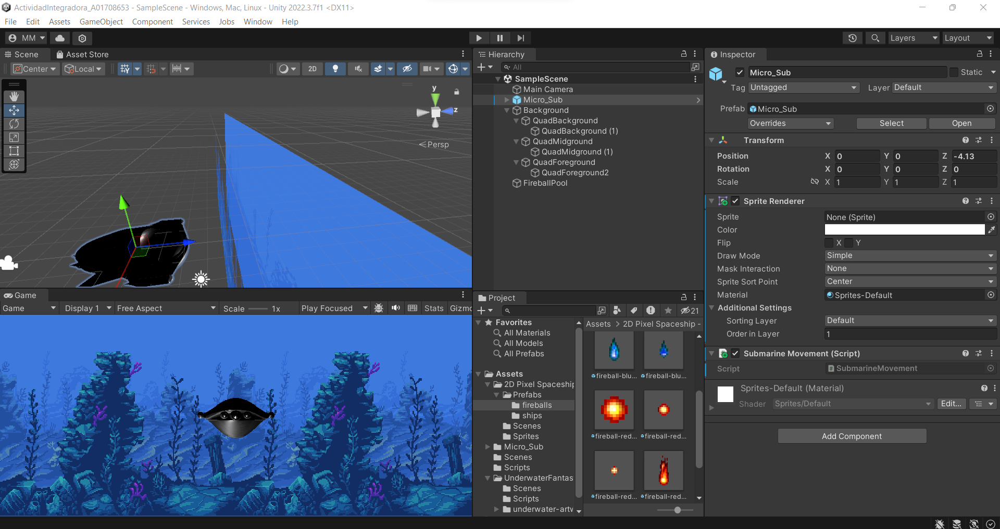 ActividadIntegradora_A01708653 - SampleScene - Windows, Mac, Linux - Unity 2022.3.7f1 <DX11>
File Edit Assets GameObject Component Services Jobs Window Help
MM
Layers Layout
Scene Asset Store
Center Local 2D
y
z
< Persp
Game
Game Display 1 Free Aspect Scale 1x Play Focused Stats Gizmo
Hierarchy
All
SampleScene
Main Camera
Micro_Sub
Background
QuadBackground
QuadBackground (1)
QuadMidground
QuadMidground (1)
QuadForeground
QuadForeground2
FireballPool
Project
21
Favorites
All Materials
All Models
All Prefabs
Assets
2D Pixel Spaceship
Prefabs
fireballs
ships
Scenes
Sprites
Micro_Sub
Scenes
Scripts
UnderwaterFantas
Scenes
Scripts
underwater-artw
Assets > 2D Pixel Spaceship -
fireball-blu... fireball-blu...
fireball-red... fireball-red...
fireball-red... fireball-red...
Inspector
Micro_Sub Static
Tag Untagged Layer Default
Prefab Micro_Sub
Overrides Select Open
Transform
Position X 0 Y 0 Z -4.13
Rotation X 0 Y 0 Z 0
Scale X 1 Y 1 Z 1
Sprite Renderer
Sprite None (Sprite)
Color
Flip X Y
Draw Mode Simple
Mask Interaction None
Sprite Sort Point Center
Material Sprites-Default
Additional Settings
Sorting Layer Default
Order in Layer 1
Submarine Movement (Script)
Script SubmarineMovement
Sprites-Default (Material)
Shader Sprites/Default Edit...
Add Component